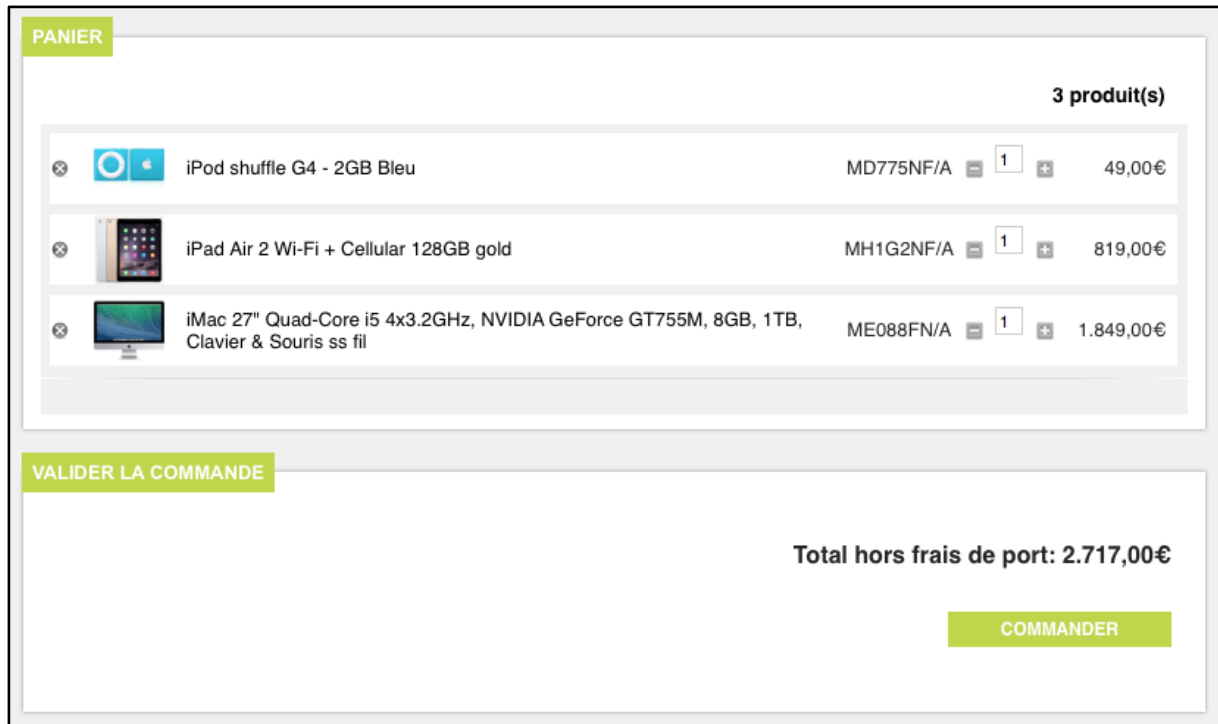 PANIER
3 produit(s)
iPod shuffle G4 - 2GB Bleu MD775NF/A 1 49,00€
iPad Air 2 Wi-Fi + Cellular 128GB gold MH1G2NF/A 1 819,00€
iMac 27" Quad-Core i5 4x3.2GHz, NVIDIA GeForce GT755M, 8GB, 1TB,
Clavier & Souris ss fil ME088FN/A 1 1.849,00€
VALIDER LA COMMANDE
Total hors frais de port: 2.717,00€
COMMANDER